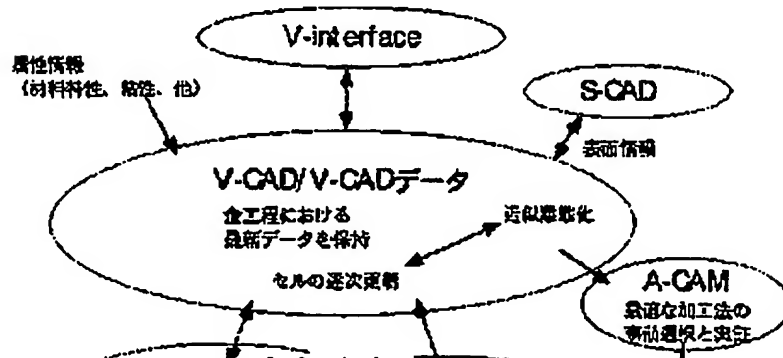 V-interface
属性情報
（材料特性、粘性、他）
S-CAD
表面情報
V-CAD/V-CADデータ
全工程における
最新データを保持
近似離散化
セルの逐次更新
A-CAM
最適な加工法の
事前選択と実証